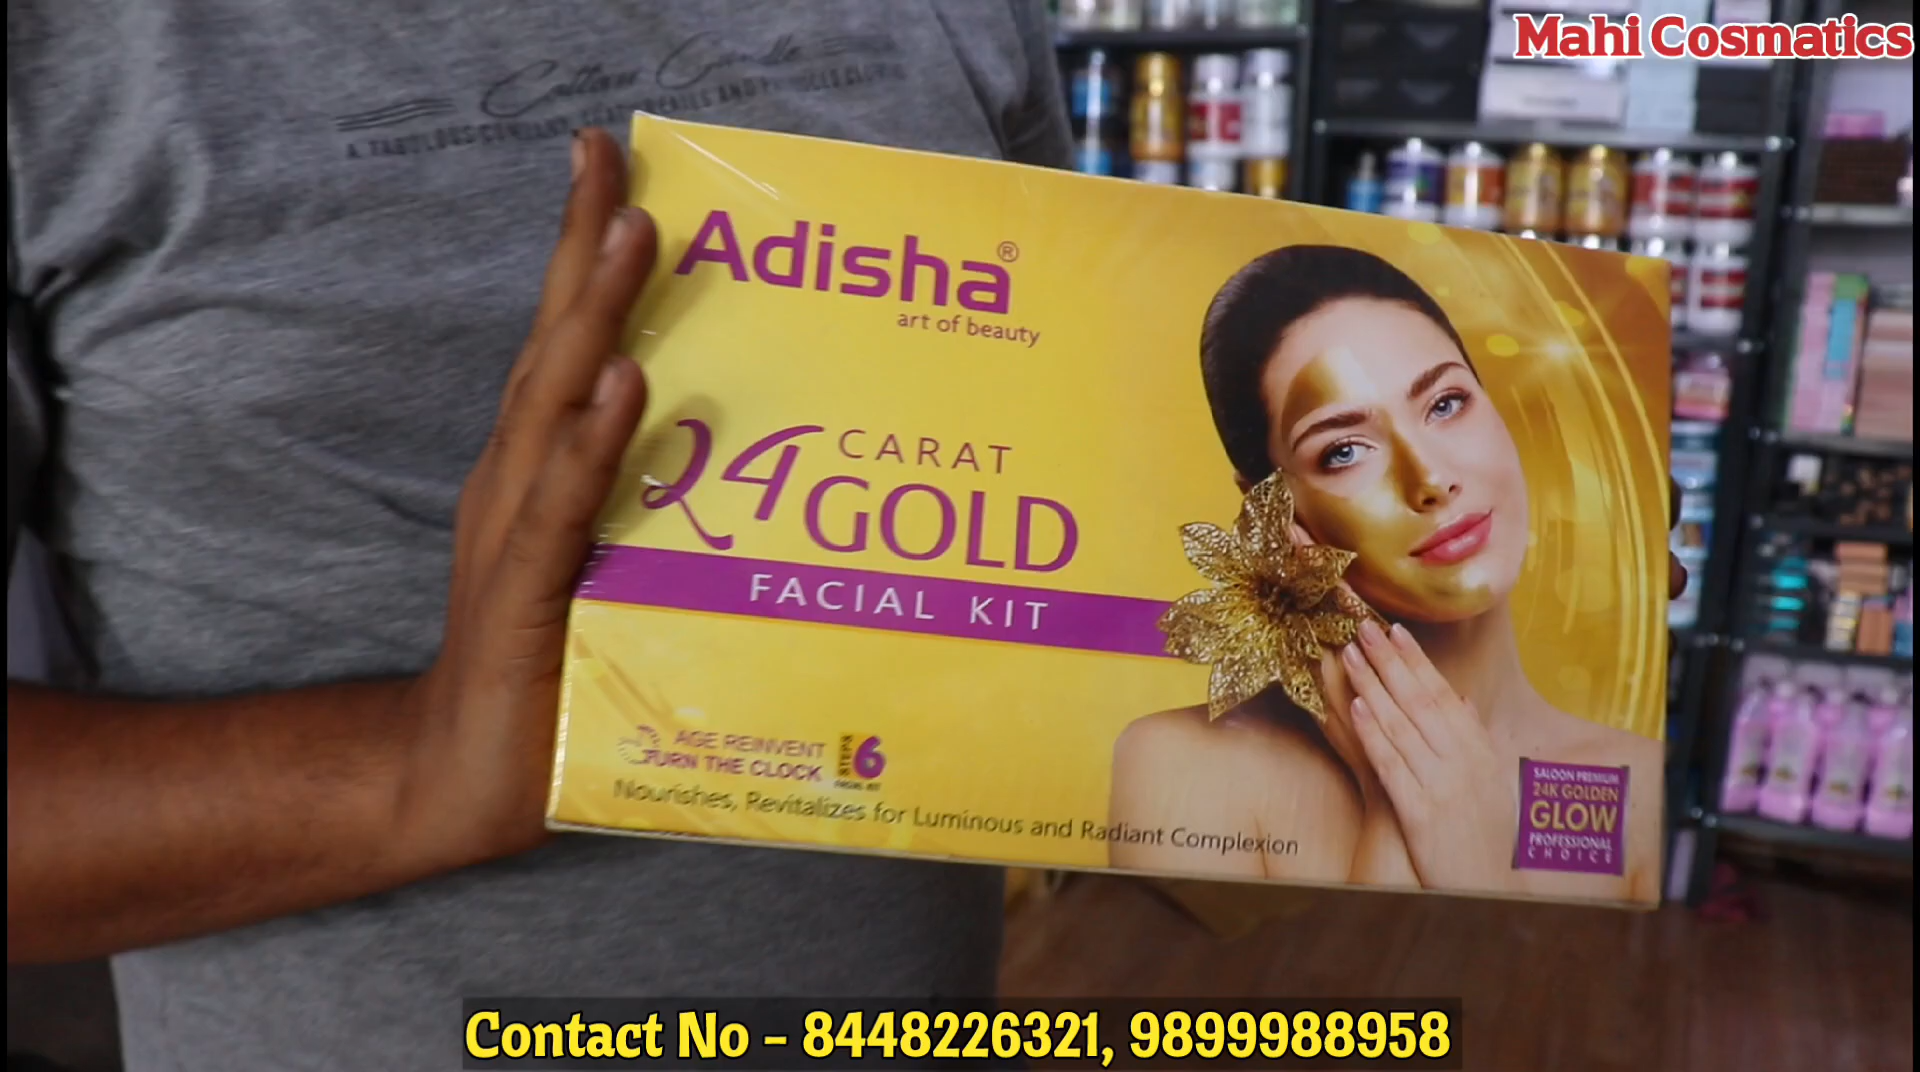 Mahi Cosmatics
Adisha®
art of beauty
24 CARAT
GOLD
FACIAL KIT
AGE REINVENT
TURN THE CLOCK
STEPS 6
Nourishes, Revitalizes for Luminous and Radiant Complexion
SALOON PREMIUM
24K GOLDEN
GLOW
PROFESSIONAL
CHOICE
Contact No - 8448226321, 9899988958